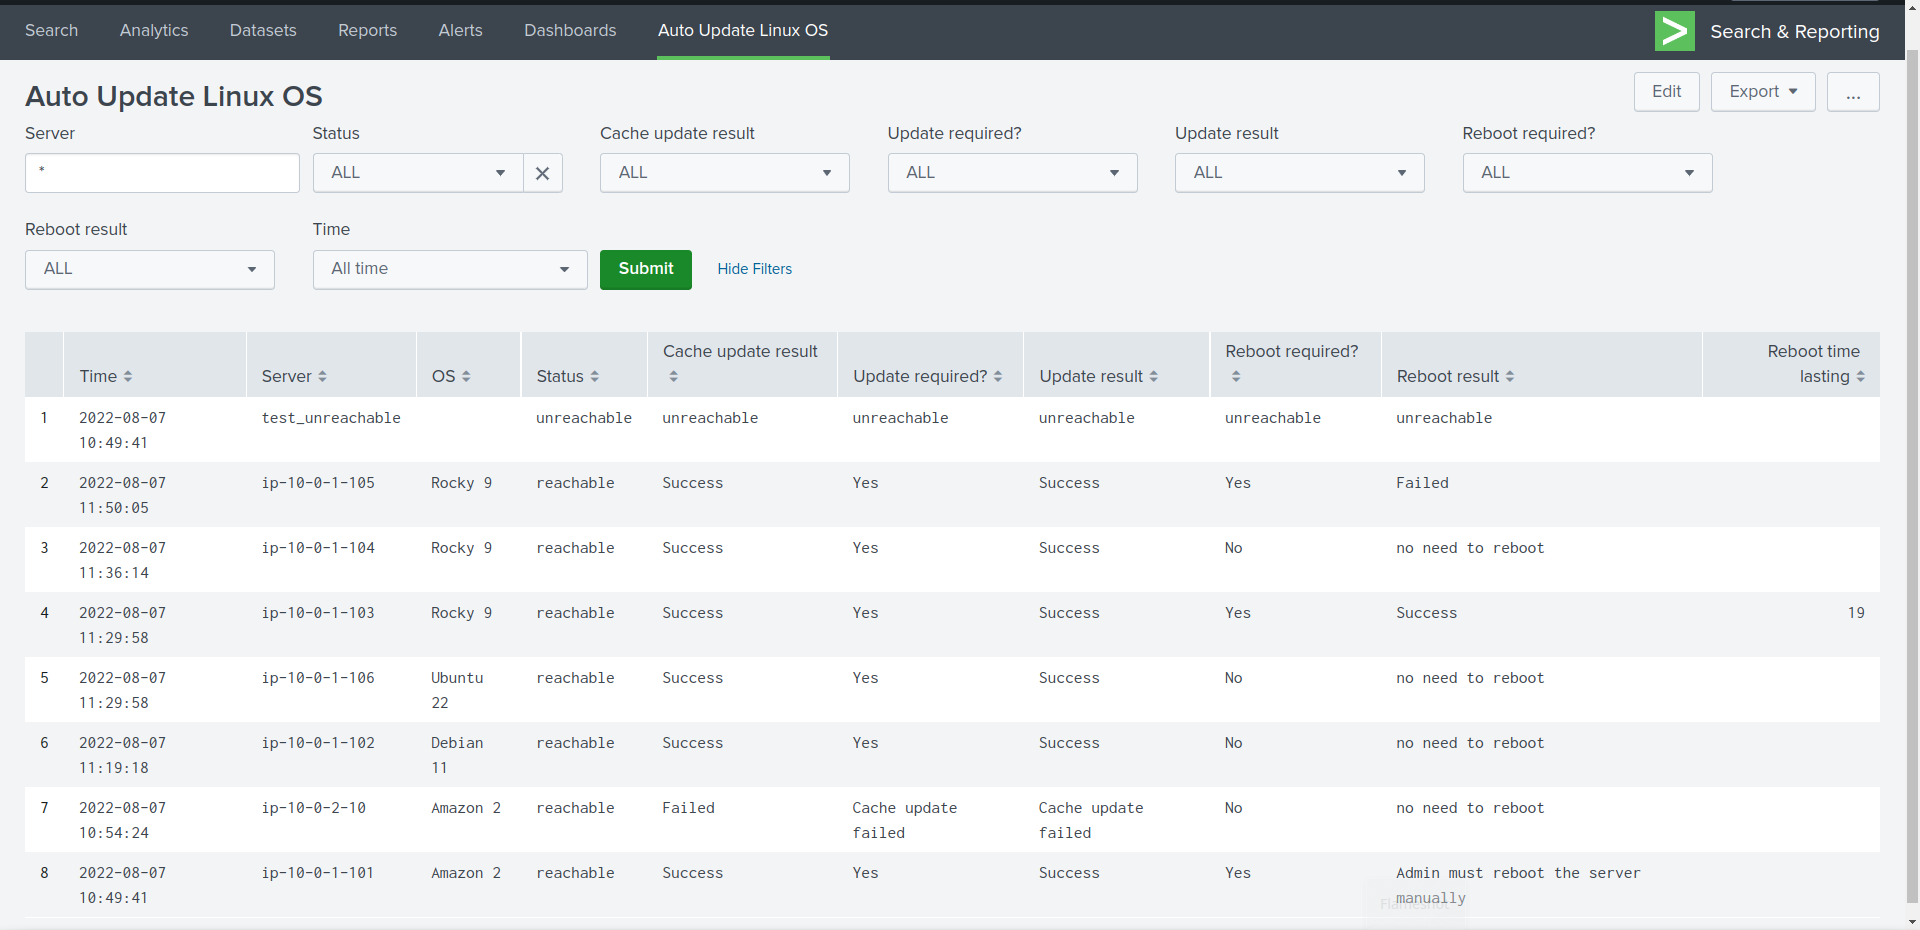 Search Analytics Datasets Reports Alerts Dashboards Auto Update Linux OS Search & Reporting
Auto Update Linux OS
Edit Export ...
Server Status Cache update result Update required? Update result Reboot required?
* ALL ALL ALL ALL ALL
Reboot result Time
ALL All time Submit Hide Filters
Cache update result Reboot required? Reboot time
Time Server OS Status Update required? Update result Reboot result lasting
1 2022-08-07 test_unreachable unreachable unreachable unreachable unreachable unreachable unreachable
10:49:41
2 2022-08-07 ip-10-0-1-105 Rocky 9 reachable Success Yes Success Yes Failed
11:50:05
3 2022-08-07 ip-10-0-1-104 Rocky 9 reachable Success Yes Success No no need to reboot
11:36:14
4 2022-08-07 ip-10-0-1-103 Rocky 9 reachable Success Yes Success Yes Success 19
11:29:58
5 2022-08-07 ip-10-0-1-106 Ubuntu reachable Success Yes Success No no need to reboot
11:29:58 22
6 2022-08-07 ip-10-0-1-102 Debian reachable Success Yes Success No no need to reboot
11:19:18 11
7 2022-08-07 ip-10-0-2-10 Amazon 2 reachable Failed Cache update Cache update No no need to reboot
10:54:24 failed failed
8 2022-08-07 ip-10-0-1-101 Amazon 2 reachable Success Yes Success Yes Admin must reboot the server
10:49:41 manually